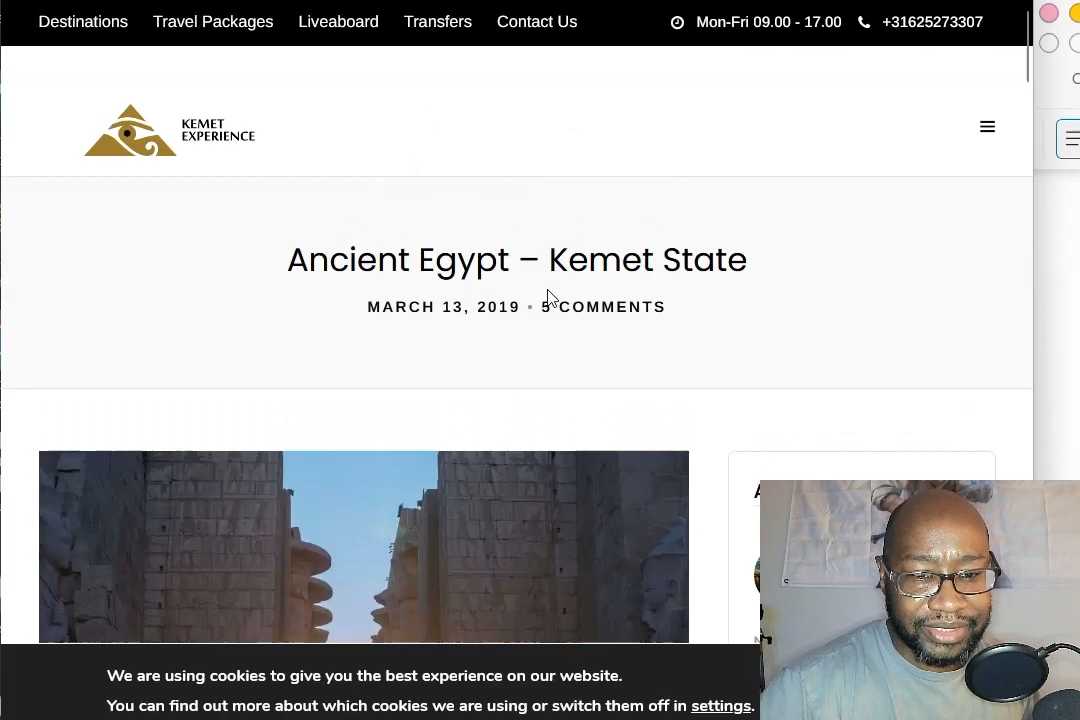 Destinations Travel Packages Liveaboard Transfers Contact Us Mon-Fri 09.00 - 17.00 +31625273307
KEMET
EXPERIENCE
Ancient Egypt – Kemet State
MARCH 13, 2019 • 5 COMMENTS
We are using cookies to give you the best experience on our website.
You can find out more about which cookies we are using or switch them off in settings.